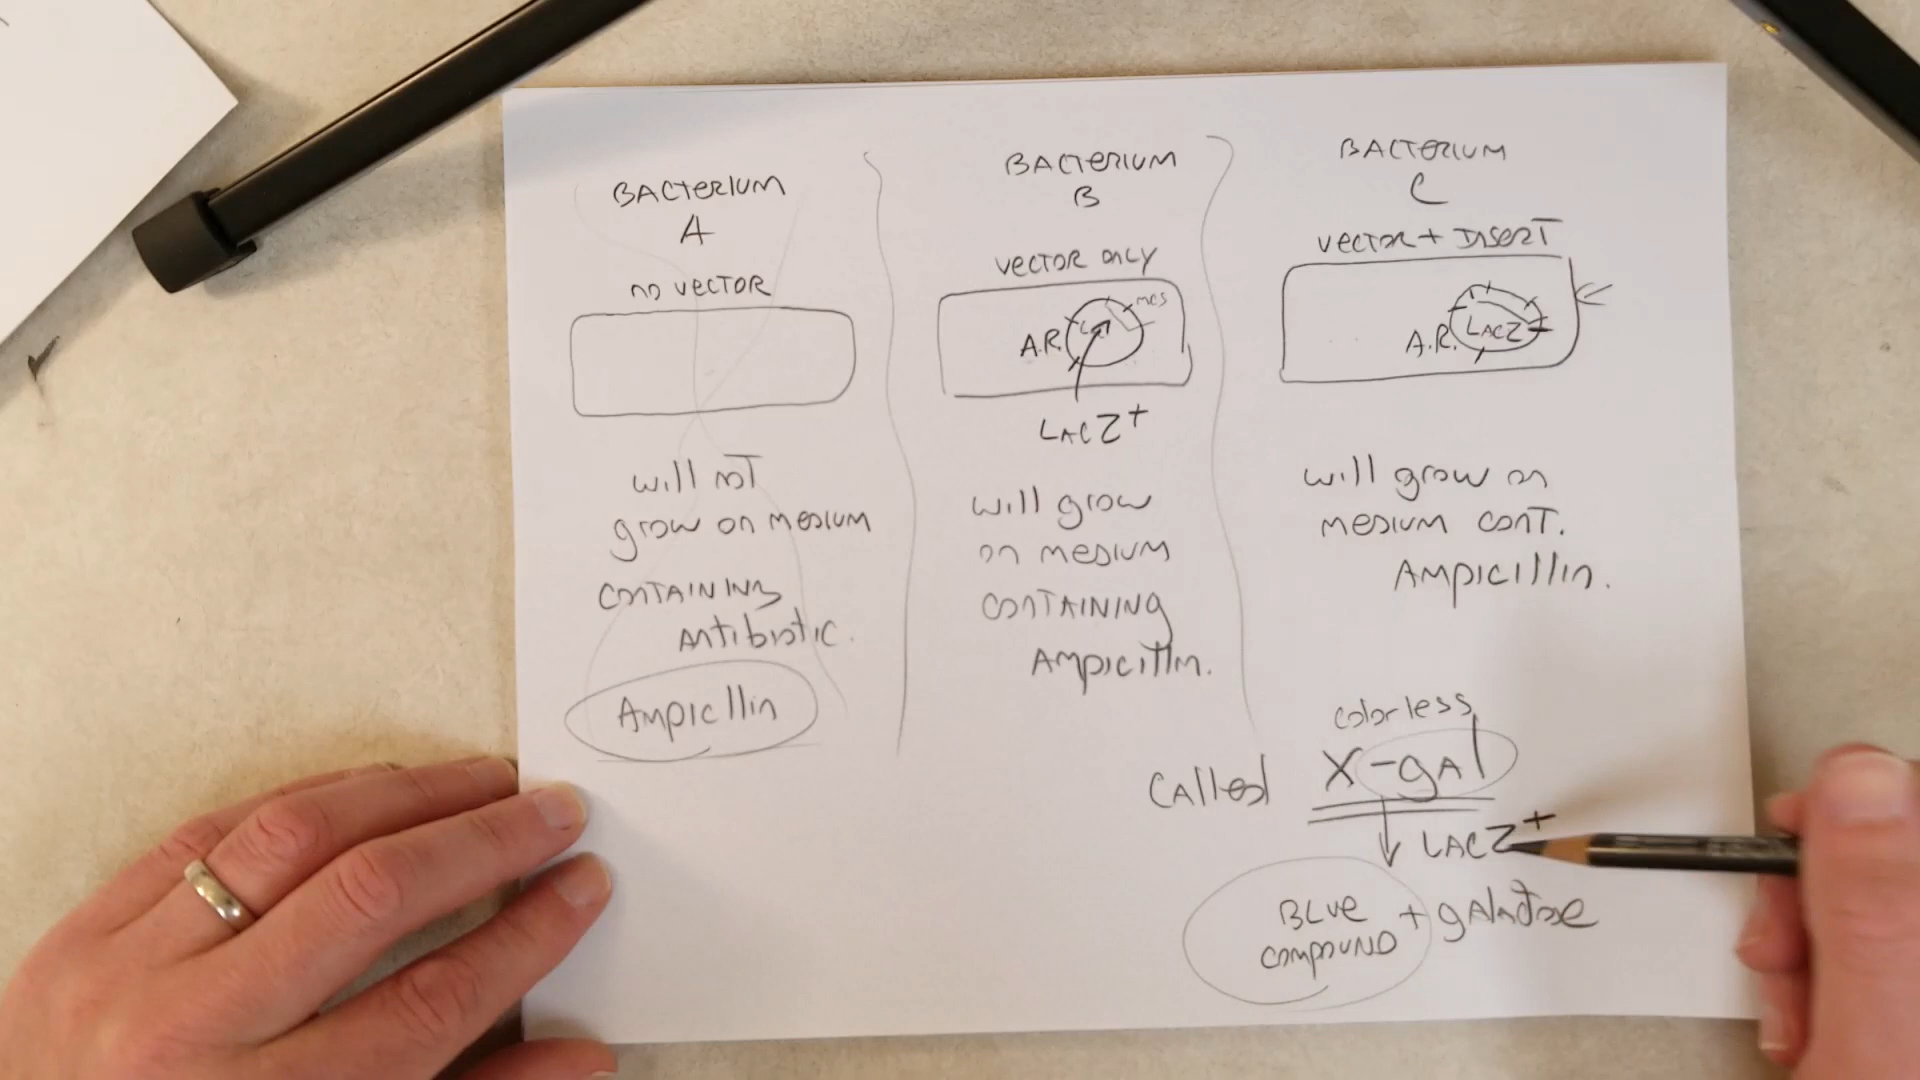 BACTERIUM
A
no vector
will not
grow on medium
containing
antibiotic.
Ampicllin
BACTERIUM
B
vector only
mcs
A.R.
LACZ+
will grow
on medium
containing
Ampicillin.
BACTERIUM
C
vector + Insert
LACZ
A.R.
will grow on
medium cont.
Ampicillin.
colorless
called X-gal
LACZ+
Blue + galactose
compound